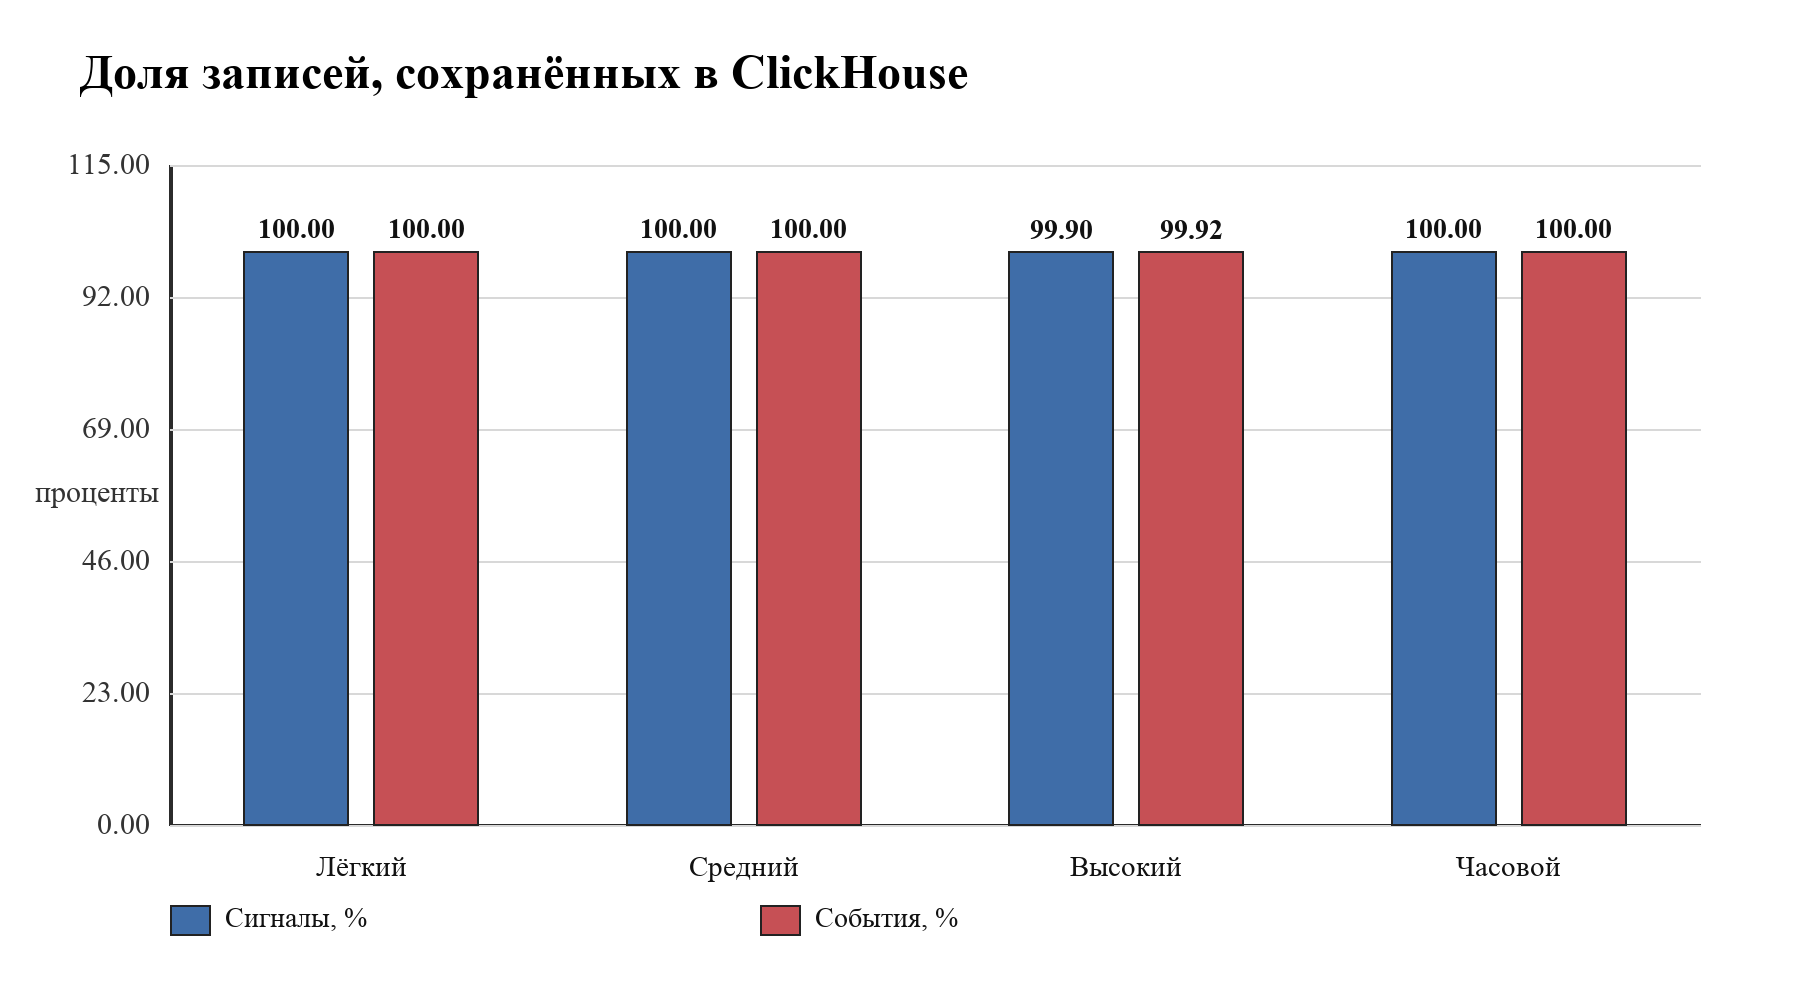 Доля записей, сохранённых в ClickHouse
115.00
100.00 100.00 100.00 100.00 99.90 99.92 100.00 100.00
92.00
69.00
проценты
46.00
23.00
0.00
Лёгкий Средний Высокий Часовой
Сигналы, % События, %